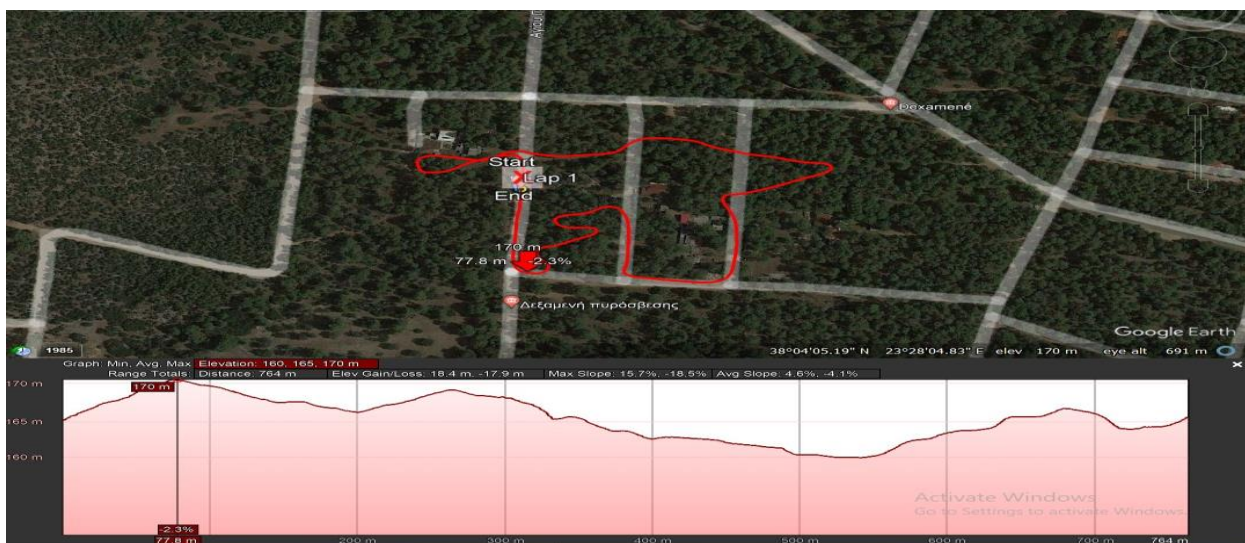 Αγίου Π
Dexamené
Start
Lap 1
End
170 m
77.8 m -2.3%
Δεξαμενή πυρόσβεσης
Google Earth
1985
38°04'05.19" N 23°28'04.83" E elev 170 m eye alt 691 m
Graph: Min, Avg, Max Elevation: 160, 165, 170 m
Range Totals: Distance: 764 m Elev Gain/Loss: 18.4 m, -17.9 m Max Slope: 15.7%, -18.5% Avg Slope: 4.6%, -4.1%
170 m
170 m
165 m
160 m
Activate Windows
Go to Settings to activate Windows.
-2.3%
77.8 m 200 m 300 m 400 m 500 m 600 m 700 m 764 m